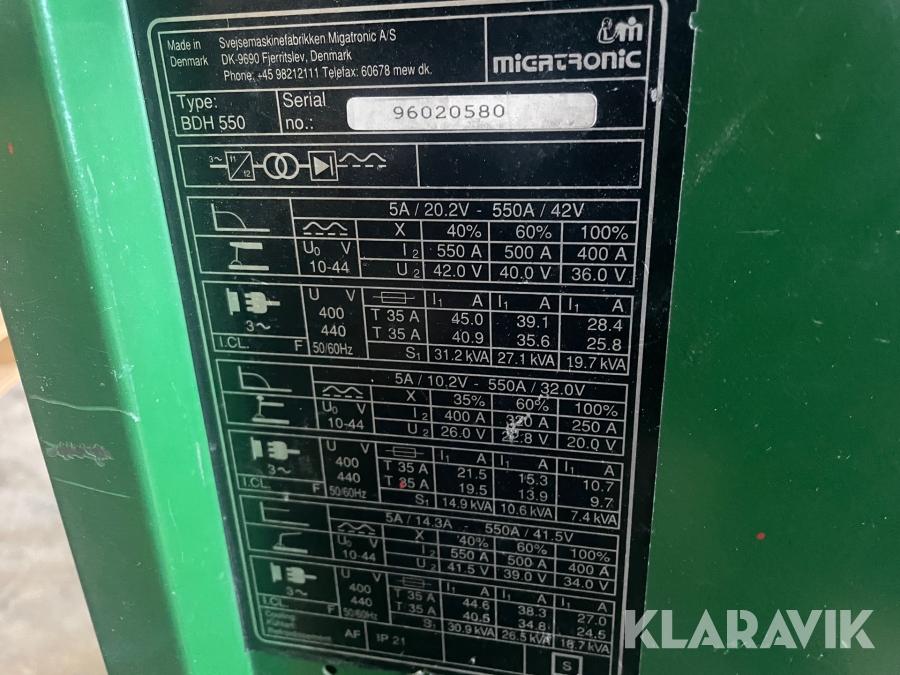 Made in Svejsemaskinefabrikken Migatronic A/S
Denmark DK-9690 Fjerritslev, Denmark
Phone: +45 98212111 Telefax: 60678 mew dk.
migatronic
Type: Serial
BDH 550 no.: 96020580
3~ 11 12
5A / 20.2V - 550A / 42V
X 40% 60% 100%
U0 V I2 550 A 500 A 400 A
10-44 U2 42.0 V 40.0 V 36.0 V
U V I1 A I1 A I1 A
400 T 35 A 45.0 39.1 28.4
3~ 440 T 35 A 40.9 35.6 25.8
I.CL. F 50/60Hz S1 31.2 kVA 27.1 kVA 19.7 kVA
5A / 10.2V - 550A / 32.0V
X 35% 60% 100%
U0 V I2 400 A 320 A 250 A
10-44 U2 26.0 V .8 V 20.0 V
U V I1 A I1 A I1 A
400 T 35 A 21.5 15.3 10.7
3~ 440 T 35 A 19.5 13.9 9.7
I.CL. F 50/60Hz S1 14.9 kVA 10.6 kVA 7.4 kVA
5A / 14.3A - 550A / 41.5V
X 40% 60% 100%
U0 V I2 550 A 500 A 400 A
10-44 U2 41.5 V 39.0 V 34.0 V
U V I1 A I1 A I1 A
3~ 400 T 35 A 44.6 38.3 27.0
440 T 35 A 40.5 34.8 24.5
I.CL. F 50/60Hz S1 30.9 kVA 26.5 kVA 18.7 kVA
AF IP 21
S
KLARAVIK